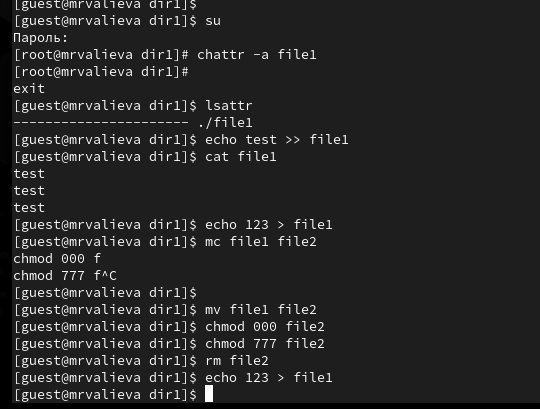 [guest@mrvalieva dir1]$
[guest@mrvalieva dir1]$ su
Пароль:
[root@mrvalieva dir1]# chattr -a file1
[root@mrvalieva dir1]#
exit
[guest@mrvalieva dir1]$ lsattr
---------------------- ./file1
[guest@mrvalieva dir1]$ echo test >> file1
[guest@mrvalieva dir1]$ cat file1
test
test
test
[guest@mrvalieva dir1]$ echo 123 > file1
[guest@mrvalieva dir1]$ mc file1 file2
chmod 000 f
chmod 777 f^C
[guest@mrvalieva dir1]$
[guest@mrvalieva dir1]$ mv file1 file2
[guest@mrvalieva dir1]$ chmod 000 file2
[guest@mrvalieva dir1]$ chmod 777 file2
[guest@mrvalieva dir1]$ rm file2
[guest@mrvalieva dir1]$ echo 123 > file1
[guest@mrvalieva dir1]$